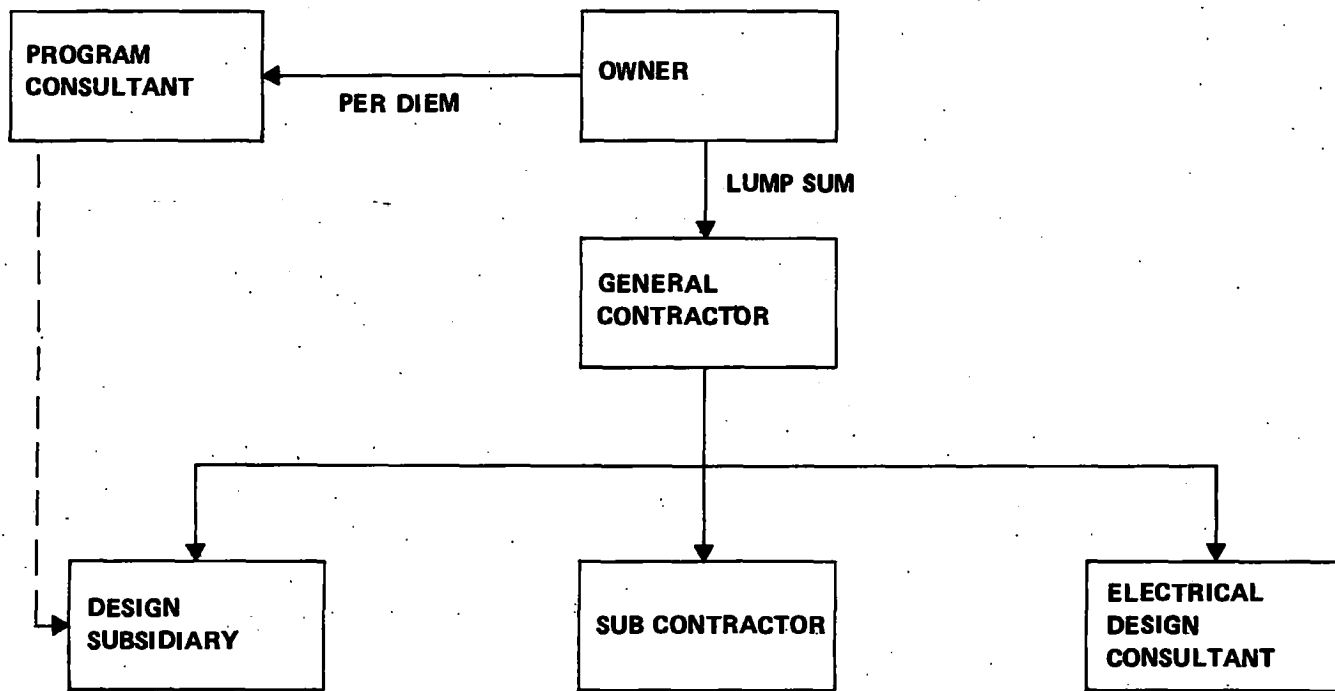 PROGRAM
CONSULTANT
OWNER
PER DIEM
LUMP SUM
GENERAL
CONTRACTOR
DESIGN
SUBSIDIARY
SUB CONTRACTOR
ELECTRICAL
DESIGN
CONSULTANT